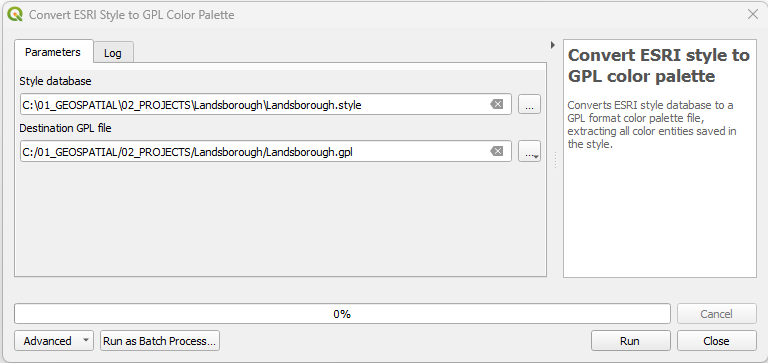 Convert ESRI Style to GPL Color Palette
Parameters
Log
Style database
C:\01_GEOSPATIAL\02_PROJECTS\Landsborough\Landsborough.style
...
Destination GPL file
C:/01_GEOSPATIAL/02_PROJECTS/Landsborough/Landsborough.gpl
...
Convert ESRI style to
GPL color palette
Converts ESRI style database to a
GPL format color palette file,
extracting all color entities saved in
the style.
0%
Cancel
Advanced
Run as Batch Process...
Run
Close